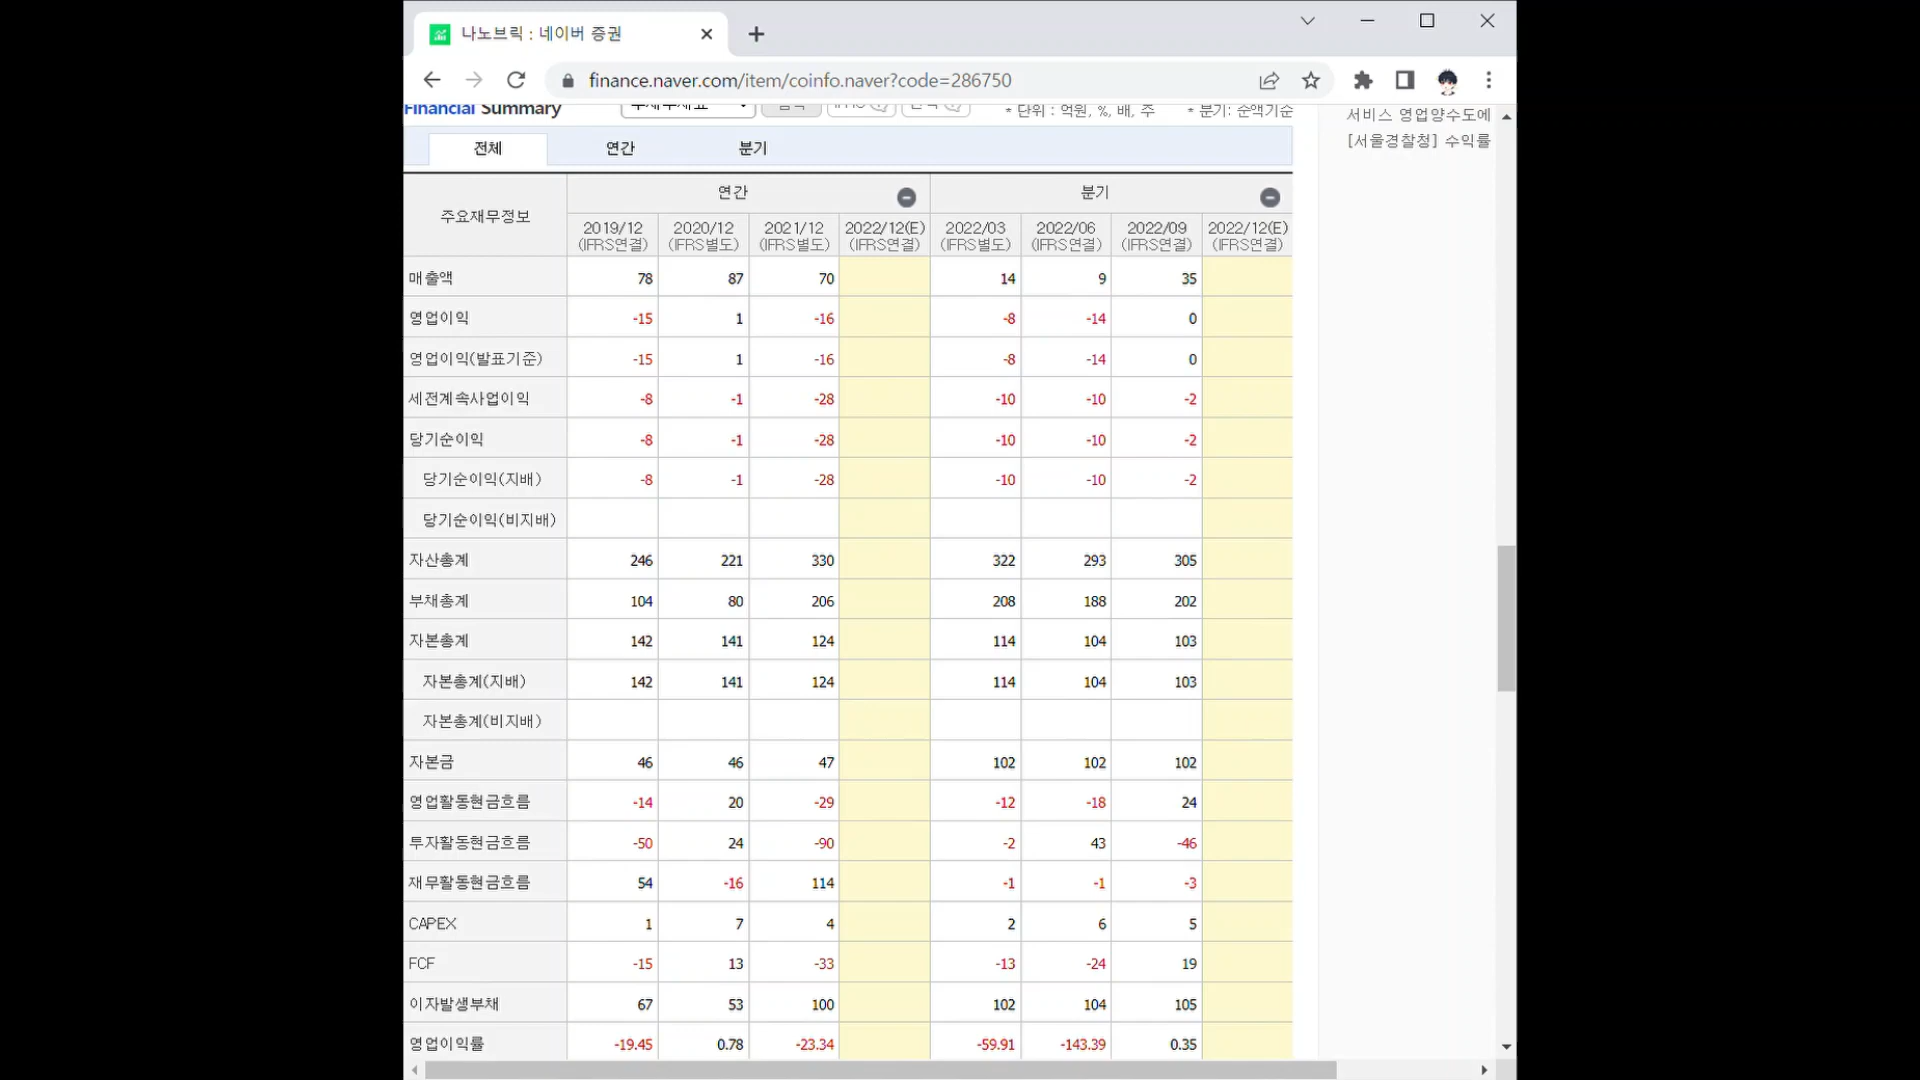 나노브릭 : 네이버 증권
finance.naver.com/item/coinfo.naver?code=286750
Financial Summary
* 단위 : 억원, %, 배, 주 * 분기: 순액기준
서비스 영업양수도에
[서울경찰청] 수익률
전체 연간 분기
주요재무정보 연간 분기
2019/12 2020/12 2021/12 2022/12(E) 2022/03 2022/06 2022/09 2022/12(E)
(IFRS연결) (IFRS별도) (IFRS별도) (IFRS연결) (IFRS별도) (IFRS연결) (IFRS연결) (IFRS연결)
매출액 78 87 70 14 9 35
영업이익 -15 1 -16 -8 -14 0
영업이익(발표기준) -15 1 -16 -8 -14 0
세전계속사업이익 -8 -1 -28 -10 -10 -2
당기순이익 -8 -1 -28 -10 -10 -2
당기순이익(지배) -8 -1 -28 -10 -10 -2
당기순이익(비지배)
자산총계 246 221 330 322 293 305
부채총계 104 80 206 208 188 202
자본총계 142 141 124 114 104 103
자본총계(지배) 142 141 124 114 104 103
자본총계(비지배)
자본금 46 46 47 102 102 102
영업활동현금흐름 -14 20 -29 -12 -18 24
투자활동현금흐름 -50 24 -90 -2 43 -46
재무활동현금흐름 54 -16 114 -1 -1 -3
CAPEX 1 7 4 2 6 5
FCF -15 13 -33 -13 -24 19
이자발생부채 67 53 100 102 104 105
영업이익률 -19.45 0.78 -23.34 -59.91 -143.39 0.35